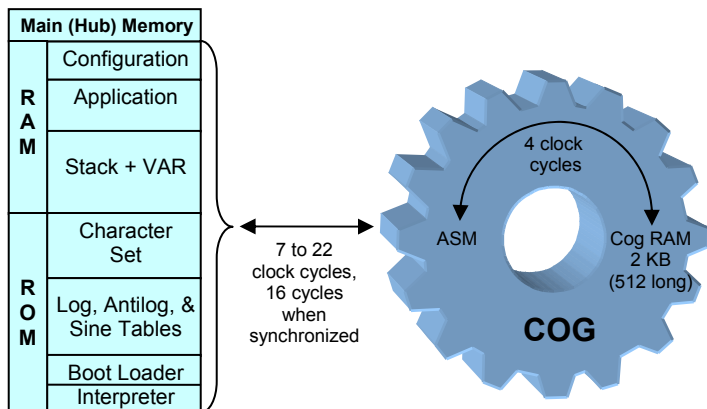 Main (Hub) Memory
R
A
M
Configuration
Application
Stack + VAR
R
O
M
Character
Set
Log, Antilog, &
Sine Tables
Boot Loader
Interpreter
7 to 22
clock cycles,
16 cycles
when
synchronized
4 clock
cycles
ASM
Cog RAM
2 KB
(512 long)
COG